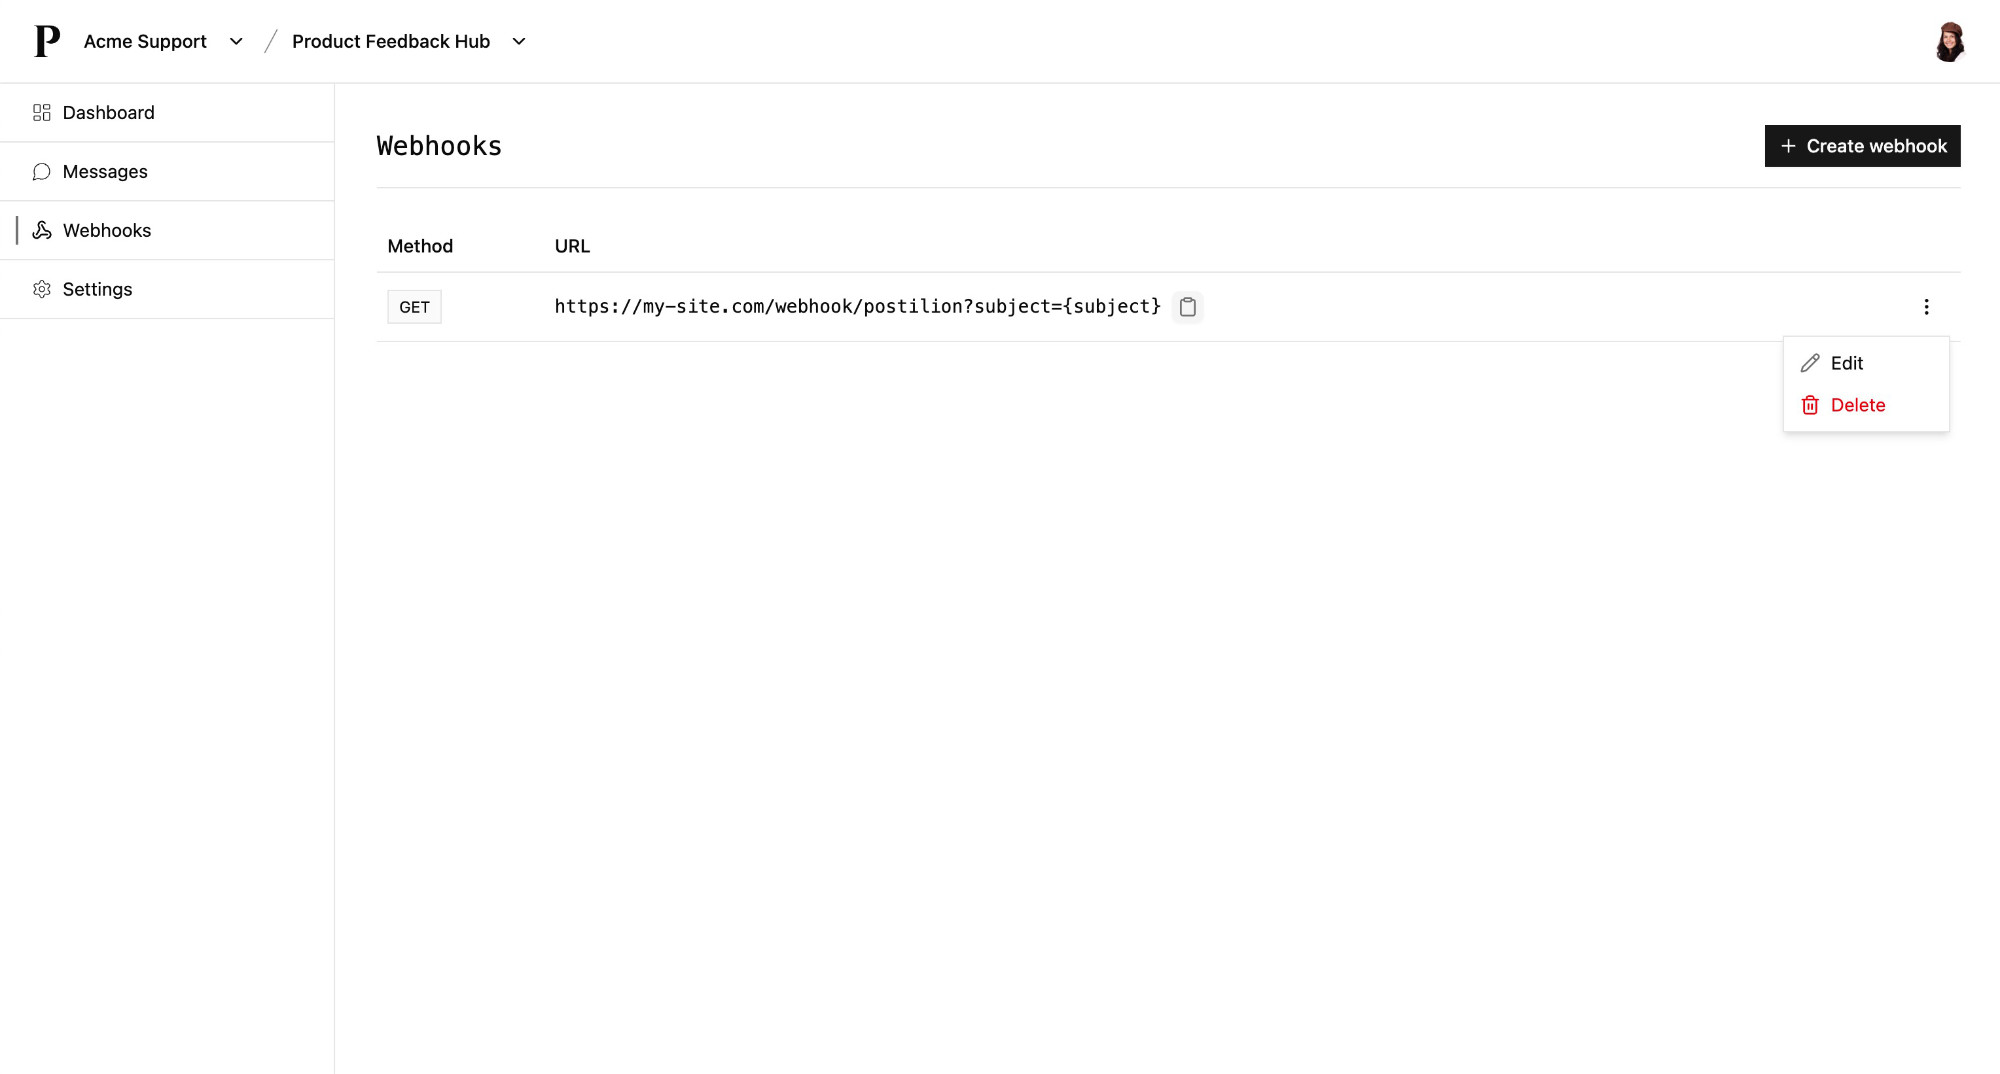 P Acme Support / Product Feedback Hub
Dashboard
Messages
Webhooks
Settings
Webhooks
+ Create webhook
Method URL
GET https://my-site.com/webhook/postilion?subject={subject}
Edit
Delete